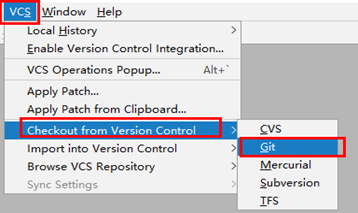 VCS Window Help
Local History
Enable Version Control Integration...
VCS Operations Popup... Alt+`
Apply Patch...
Apply Patch from Clipboard...
Checkout from Version Control
Import into Version Control
Browse VCS Repository
Sync Settings
CVS
Git
Mercurial
Subversion
TFS